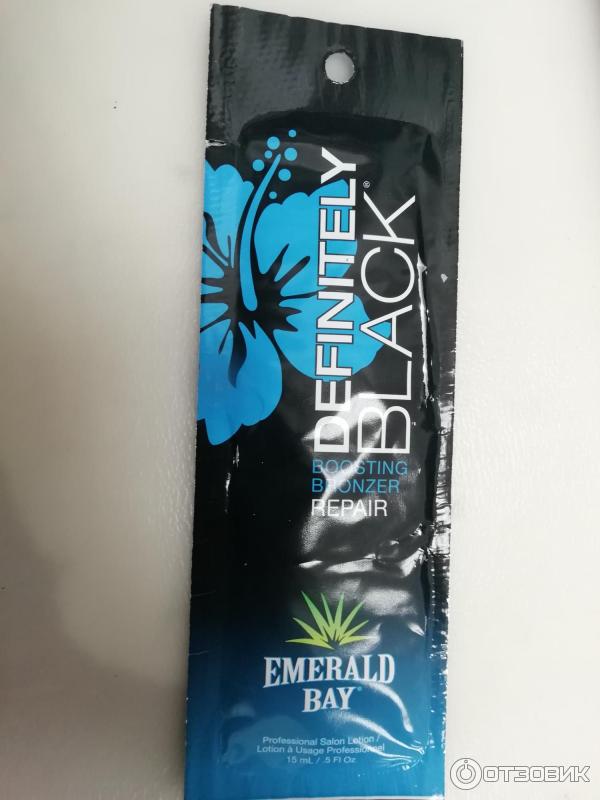 DEFINITELY
BLACK®
BOOSTING
BRONZER
REPAIR
EMERALD
BAY®
Professional Salon Lotion /
Lotion à Usage Professionnel
15 mL / .5 Fl Oz
ОТЗОВИК